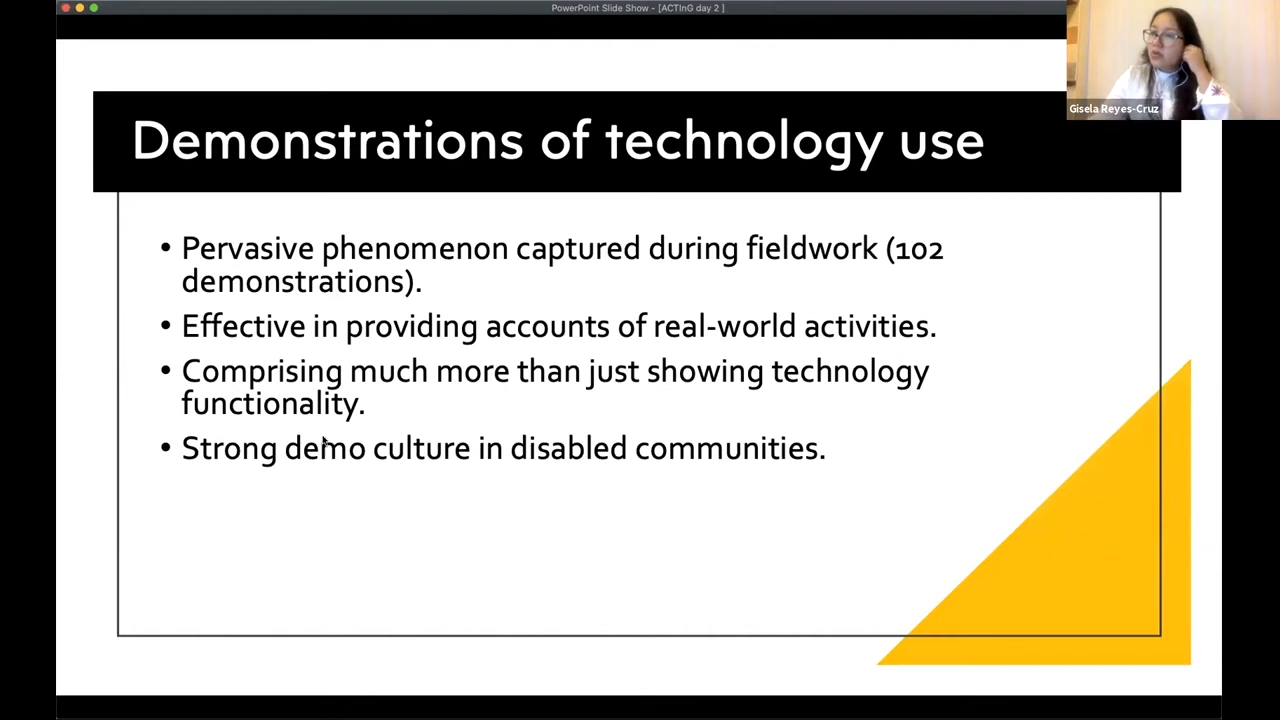 PowerPoint Slide Show - [ACTInG day 2 ]
Gisela Reyes-Cruz
Demonstrations of technology use
• Pervasive phenomenon captured during fieldwork (102
demonstrations).
• Effective in providing accounts of real-world activities.
• Comprising much more than just showing technology
functionality.
• Strong demo culture in disabled communities.